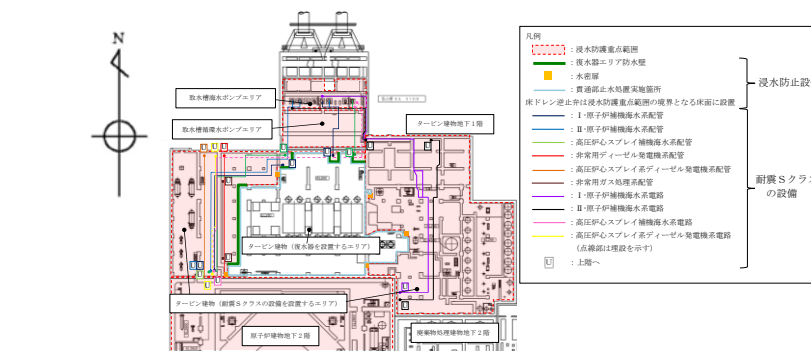 N
取水槽海水ポンプエリア
取水槽循環水ポンプエリア
タービン建物地下1階
タービン建物（復水器を設置するエリア）
タービン建物（耐震Sクラスの設備を設置するエリア）
原子炉建物地下2階
廃棄物処理建物地下2階
凡例
：浸水防護重点範囲
：復水器エリア防水壁
：水密扉
：貫通部止水処置実施箇所
床ドレン逆止弁は浸水防護重点範囲の境界となる床面に設置
：Ⅰ-原子炉補機海水系配管
：Ⅱ-原子炉補機海水系配管
：高圧炉心スプレイ補機海水系配管
：非常用ディーゼル発電機系配管
：高圧炉心スプレイ系ディーゼル発電機系配管
：非常用ガス処理系配管
：Ⅰ-原子炉補機海水系電路
：Ⅱ-原子炉補機海水系電路
：高圧炉心スプレイ補機海水系電路
：高圧炉心スプレイ系ディーゼル発電機系電路
（点線部は埋設を示す）
U ：上階へ
浸水防止設
耐震Sクラス
の設備